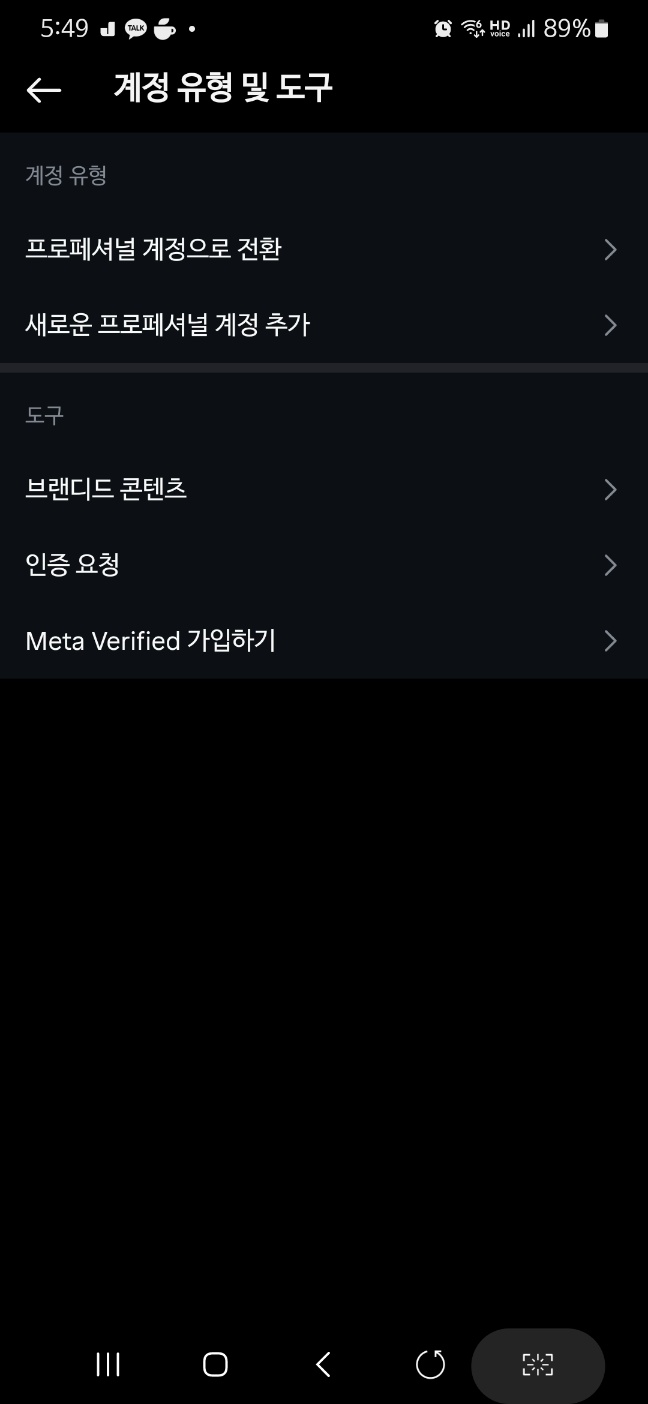 5:49 TALK HD voice 89%
계정 유형 및 도구
계정 유형
프로페셔널 계정으로 전환
새로운 프로페셔널 계정 추가
도구
브랜디드 콘텐츠
인증 요청
Meta Verified 가입하기